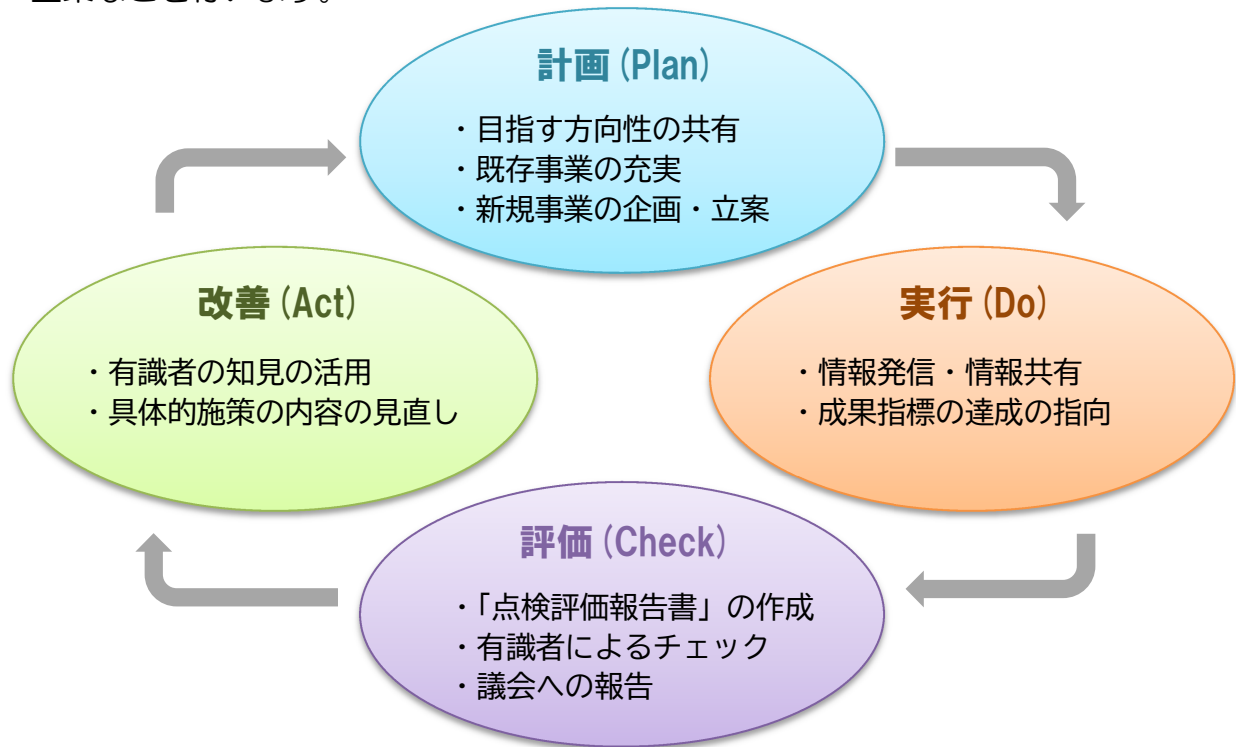 計画(Plan)
・目指す方向性の共有
・既存事業の充実
・新規事業の企画・立案
実行(Do)
・情報発信・情報共有
・成果指標の達成の指向
評価(Check)
・「点検評価報告書」の作成
・有識者によるチェック
・議会への報告
改善(Act)
・有識者の知見の活用
・具体的施策の内容の見直し